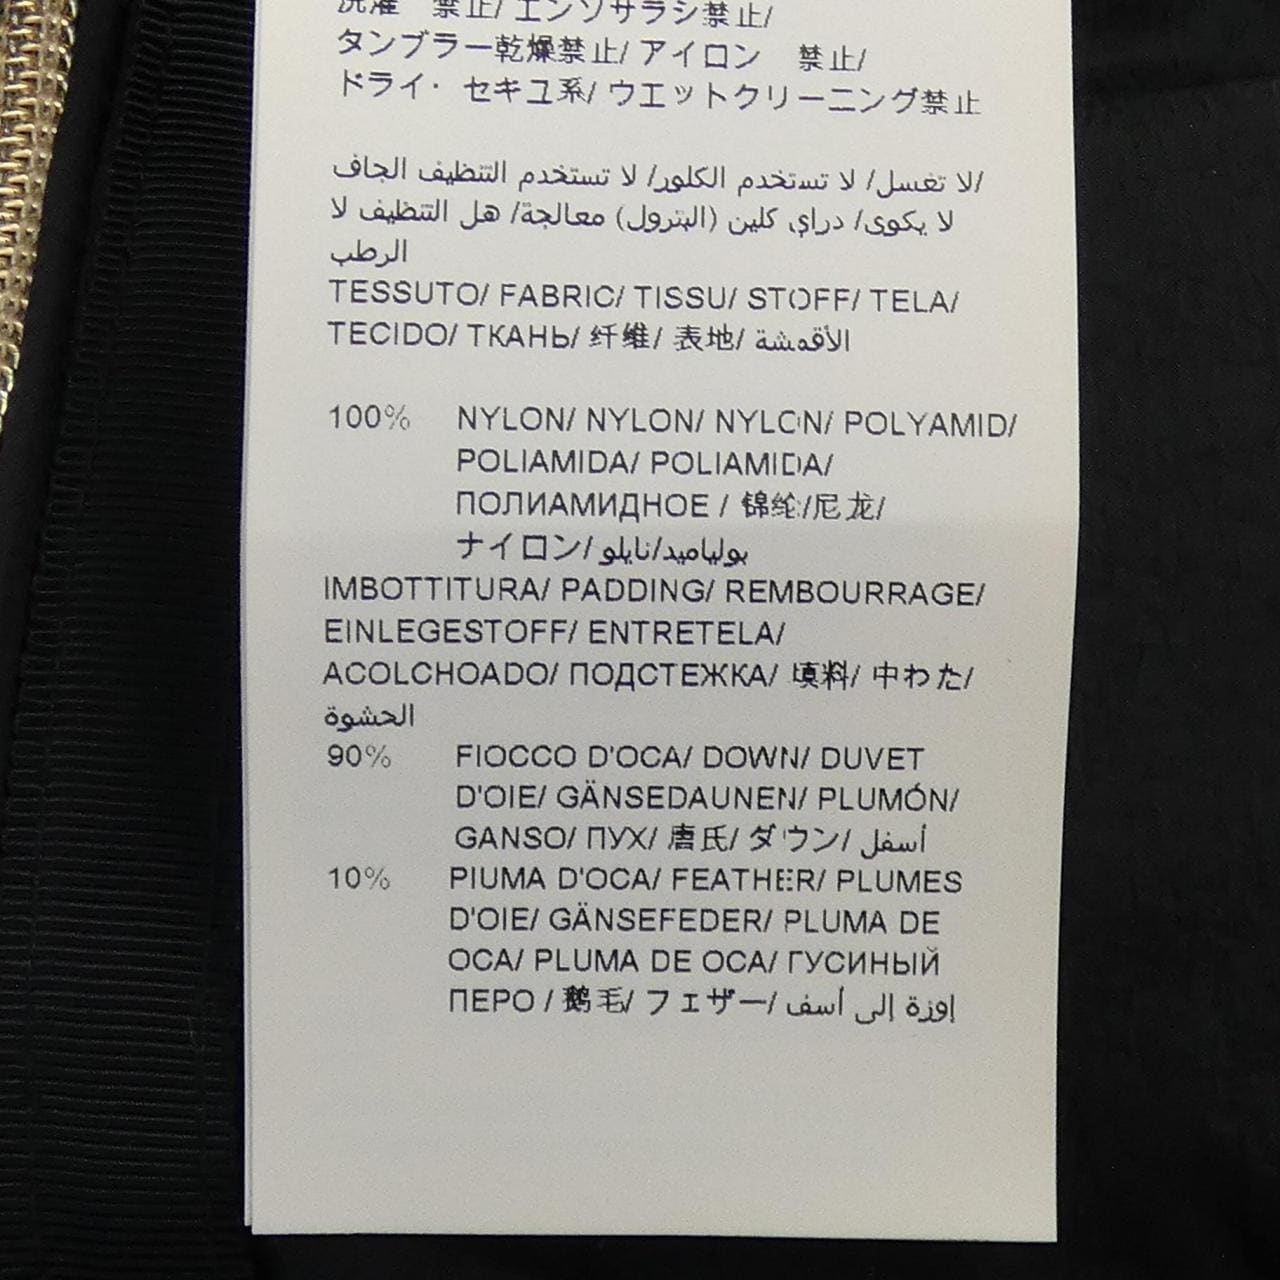 洗濯　禁止/ エンソサラシ禁止/
タンブラー乾燥禁止/ アイロン　禁止/
ドライ・ セキユ系/ ウエットクリーニング禁止
لا تغسل/ لا تستخدم الكلور/ لا تستخدم التنظيف الجاف/
لا يكوى/ دراي كلين (البترول) معالجة/ هل التنظيف لا
الرطب
TESSUTO/ FABRIC/ TISSU/ STOFF/ TELA/
TECIDO/ ТКАНЬ/ 纤维/ 表地/ الأقمشة
100% NYLON/ NYLON/ NYLON/ POLYAMID/
POLIAMIDA/ POLIAMIDA/
ПОЛИАМИДНОЕ / 锦纶/尼龙/
ナイロン/ بولياميد/نايلو
IMBOTTITURA/ PADDING/ REMBOURRAGE/
EINLEGESTOFF/ ENTRETELA/
ACOLCHOADO/ ПОДСТЕЖКА/ 填料/ 中わた/
الحشوة
90% FIOCCO D'OCA/ DOWN/ DUVET
D'OIE/ GÄNSEDAUNEN/ PLUMÓN/
GANSO/ ПУХ/ 唐氏/ ダウン/ أسفل
10% PIUMA D'OCA/ FEATHER/ PLUMES
D'OIE/ GÄNSEFEDER/ PLUMA DE
OCA/ PLUMA DE OCA/ ГУСИНЫЙ
ПЕРО / 鹅毛/ フェザー/ إوزة إلى أسف